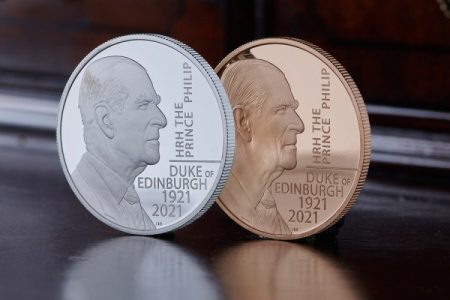 HRH THE
PRINCE PHILIP
DUKE OF
EDINBURGH
1921
2021
HRH THE
PRINCE PHILIP
DUKE OF
EDINBURGH
1921
2021